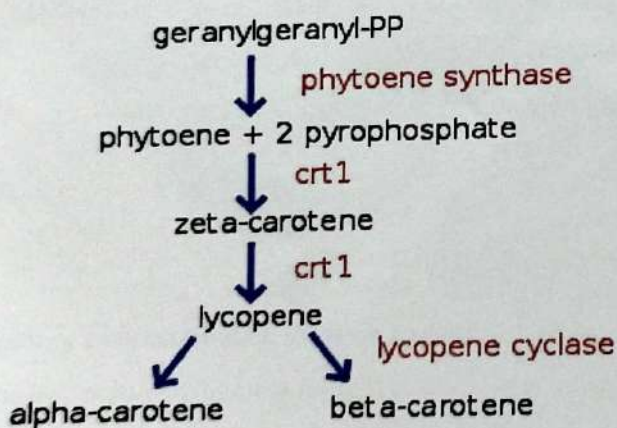 geranylgeranyl-PP
phytoene synthase
phytoene + 2 pyrophosphate
crt1
zeta-carotene
crt1
lycopene
lycopene cyclase
alpha-carotene beta-carotene